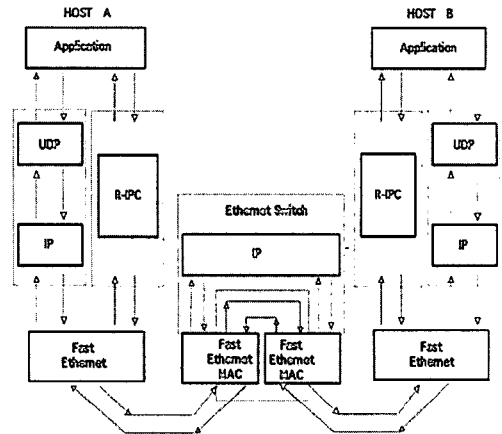 HOST A
HOST B
Application
Application
UDP
R-IPC
R-IPC
UDP
Ethernet Switch
IP
IP
IP
Fast
Ethernet
Fast
Ethernet
MAC
Fast
Ethernet
MAC
Fast
Ethernet